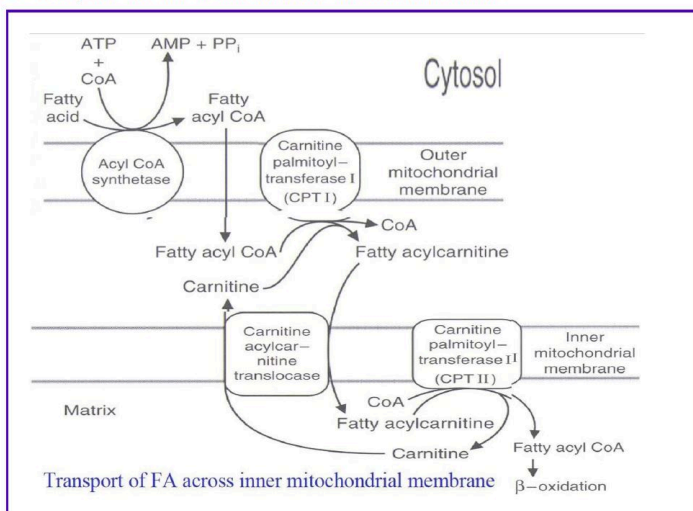 ATP
+
CoA
AMP + PPi
Cytosol
Fatty
acid
Fatty
acyl CoA
Acyl CoA
synthetase
Carnitine
palmitoyl–
transferase I
(CPT I)
Outer
mitochondrial
membrane
CoA
Fatty acyl CoA
Fatty acylcarnitine
Carnitine
Carnitine
acylcar–
nitine
translocase
Carnitine
palmitoyl–
transferase II
(CPT II)
Inner
mitochondrial
membrane
Matrix
CoA
Fatty acylcarnitine
Carnitine
Fatty acyl CoA
β–oxidation
Transport of FA across inner mitochondrial membrane